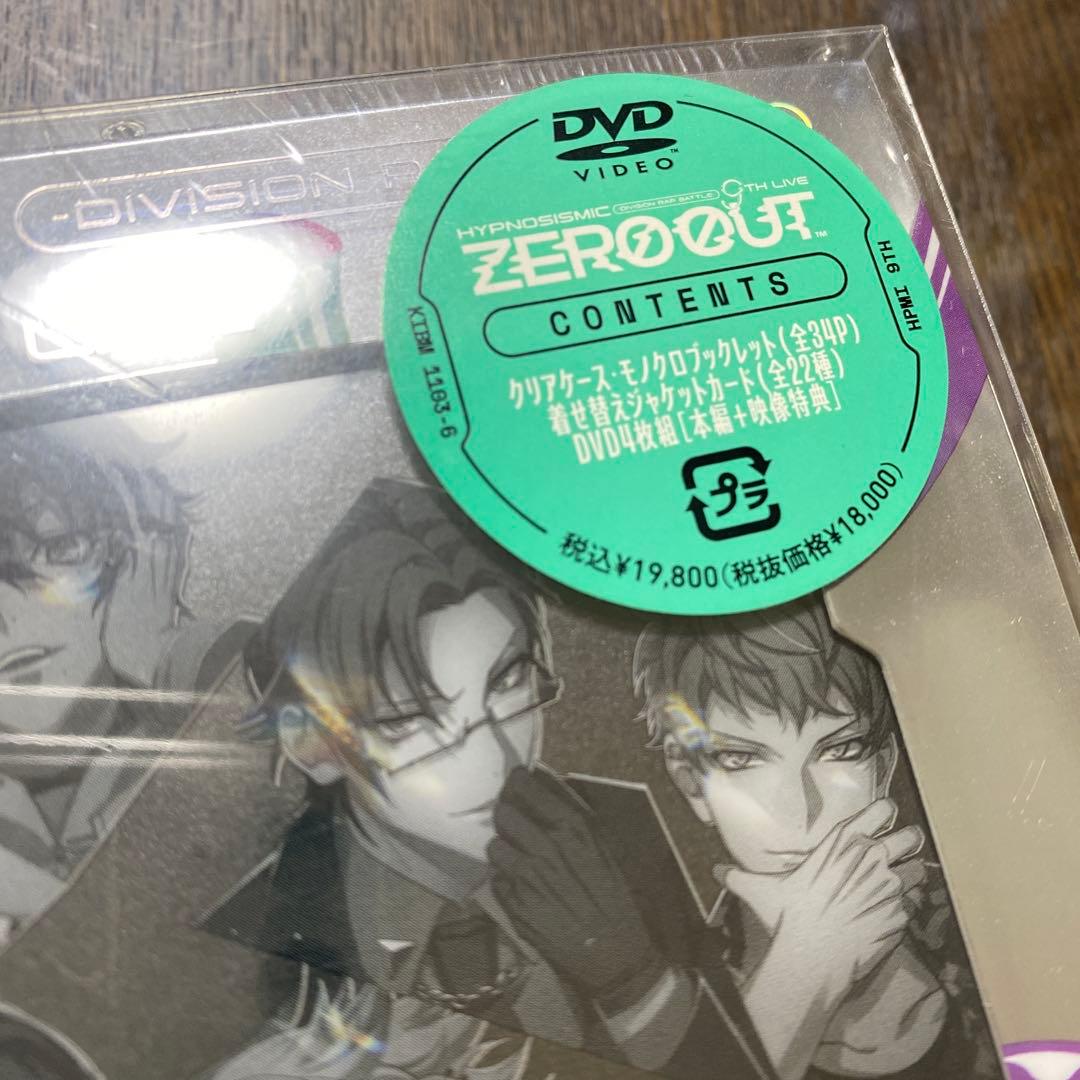 -DIVISION R
DVD
VIDEO
HYPNOSISMIC -DIVISION RAP BATTLE- 9TH LIVE
ZERO OUT™
CONTENTS
クリアケース・モノクロブックレット(全34P)
着せ替えジャケットカード(全22種)
DVD4枚組[本編+映像特典]
プラ
税込¥19,800(税抜価格¥18,000)
KIBM 1103-6
HPMI 9TH